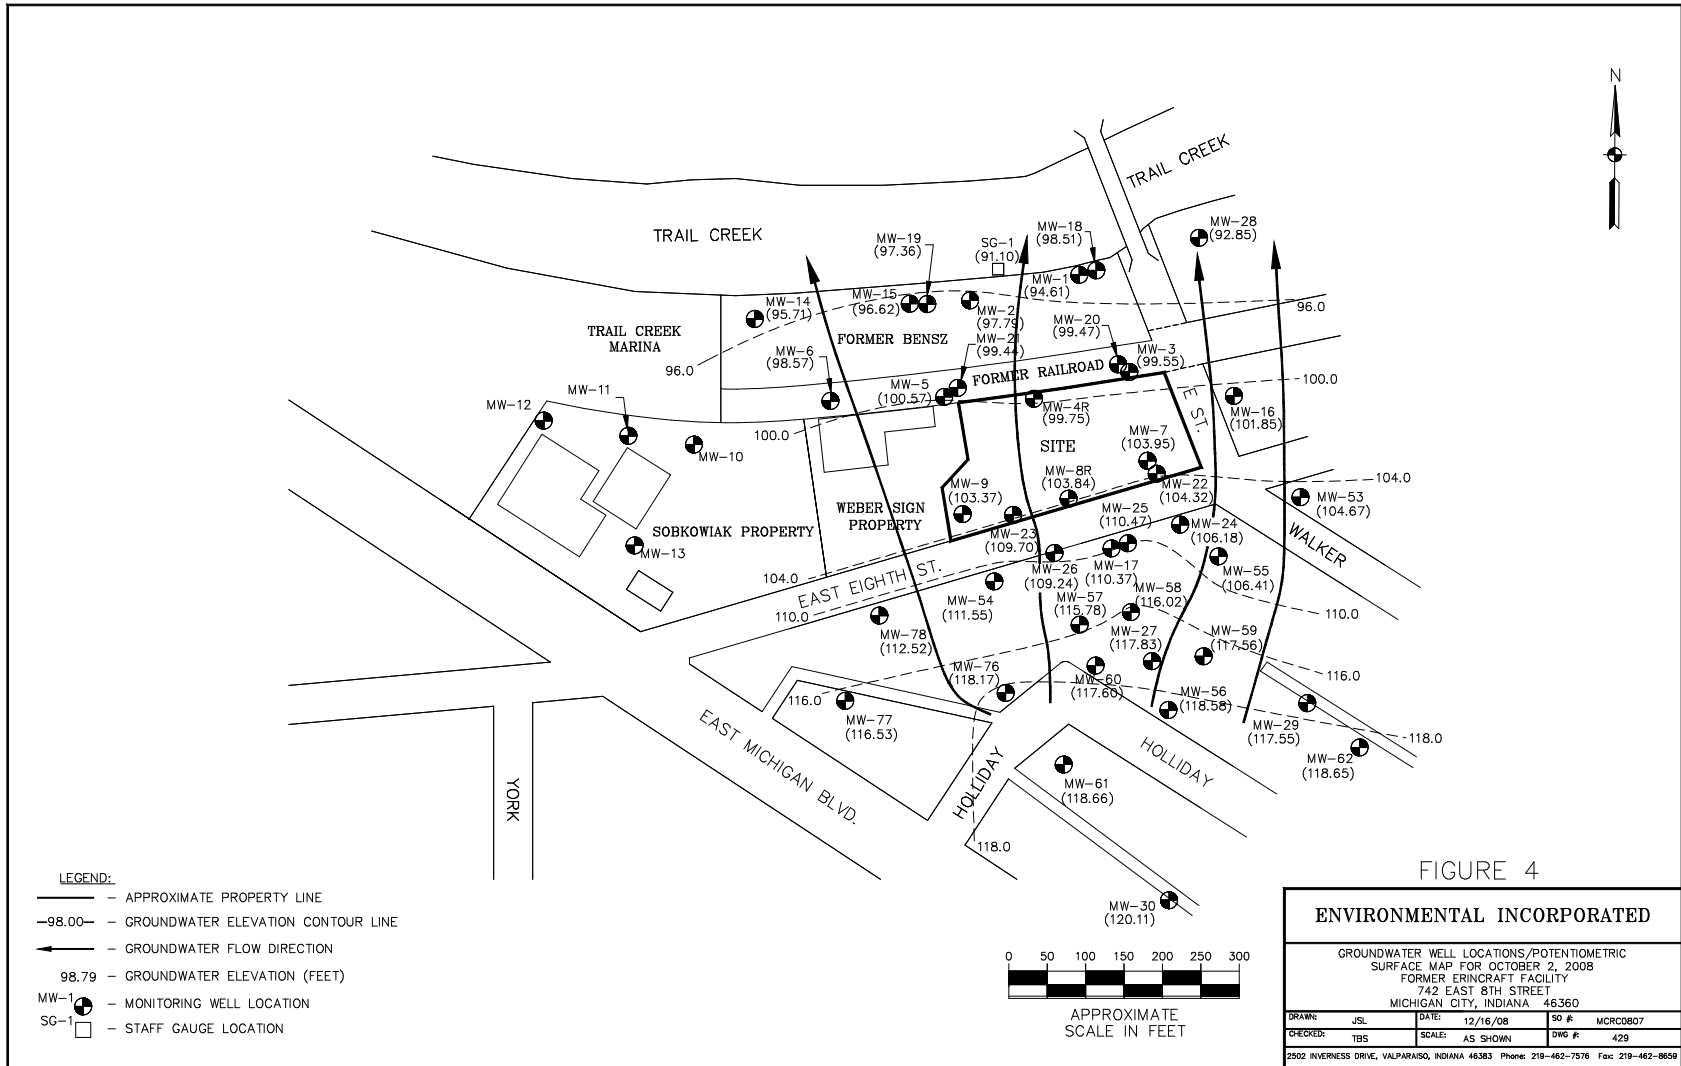 N
TRAIL CREEK
TRAIL CREEK
MW-28
(92.85)
MW-18
(98.51)
MW-19
(97.36)
SG-1
(91.10)
MW-1
(94.61)
MW-14
(95.71)
MW-15
(96.62)
MW-2
(97.79)
MW-20
(99.47)
96.0
TRAIL CREEK
MARINA
FORMER BENSZ
MW-21
(99.44)
MW-6
(98.57)
MW-3
(99.55)
96.0
FORMER RAILROAD
100.0
MW-5
(100.57)
MW-11
MW-12
MW-4R
(99.75)
E ST.
MW-16
(101.85)
100.0
MW-10
SITE
MW-7
(103.95)
MW-8R
(103.84)
MW-9
(103.37)
MW-22
(104.32)
104.0
MW-53
(104.67)
WEBER SIGN
PROPERTY
SOBKOWIAK PROPERTY
MW-25
(110.47)
MW-24
(106.18)
MW-23
(109.70)
WALKER
MW-13
MW-26
(109.24)
MW-17
(110.37)
MW-55
(106.41)
104.0
EAST EIGHTH ST.
MW-54
(111.55)
MW-57
(115.78)
MW-58
(116.02)
110.0
110.0
MW-78
(112.52)
MW-27
(117.83)
MW-59
(117.56)
MW-76
(118.17)
MW-60
(117.60)
116.0
116.0
MW-56
(118.58)
MW-77
(116.53)
MW-29
(117.55)
118.0
EAST MICHIGAN BLVD.
HOLLIDAY
HOLLIDAY
MW-62
(118.65)
MW-61
(118.66)
YORK
118.0
MW-30
(120.11)
LEGEND:
- APPROXIMATE PROPERTY LINE
-98.00- - GROUNDWATER ELEVATION CONTOUR LINE
- GROUNDWATER FLOW DIRECTION
98.79 - GROUNDWATER ELEVATION (FEET)
MW-1 - MONITORING WELL LOCATION
SG-1 - STAFF GAUGE LOCATION
0 50 100 150 200 250 300
APPROXIMATE
SCALE IN FEET
FIGURE 4
ENVIRONMENTAL INCORPORATED
GROUNDWATER WELL LOCATIONS/POTENTIOMETRIC
SURFACE MAP FOR OCTOBER 2, 2008
FORMER ERINCRAFT FACILITY
742 EAST 8TH STREET
MICHIGAN CITY, INDIANA 46360
DRAWN: JSL DATE: 12/16/08 SO #: MCRC0807
CHECKED: TBS SCALE: AS SHOWN DWG #: 429
2502 INVERNESS DRIVE, VALPARAISO, INDIANA 46383 Phone: 219-462-7576 Fax: 219-462-8659